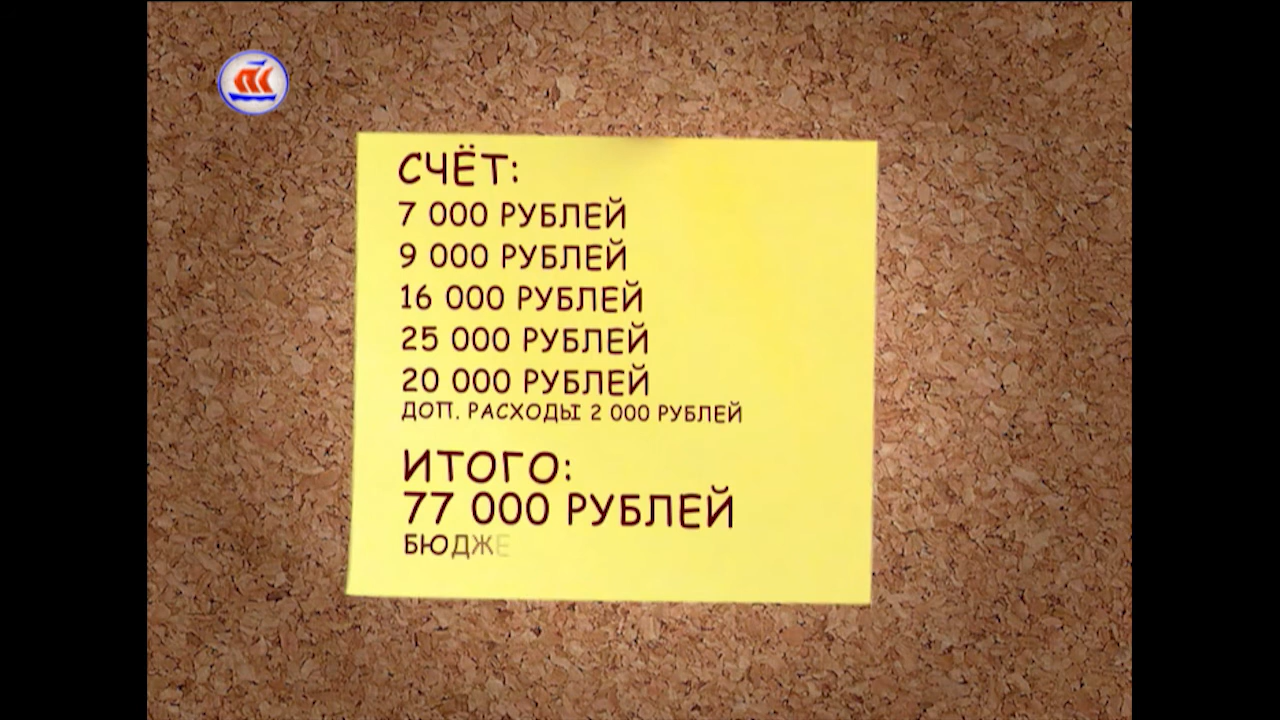 СЧЁТ:
7 000 РУБЛЕЙ
9 000 РУБЛЕЙ
16 000 РУБЛЕЙ
25 000 РУБЛЕЙ
20 000 РУБЛЕЙ
ДОП. РАСХОДЫ 2 000 РУБЛЕЙ
ИТОГО:
77 000 РУБЛЕЙ
БЮДЖЕ